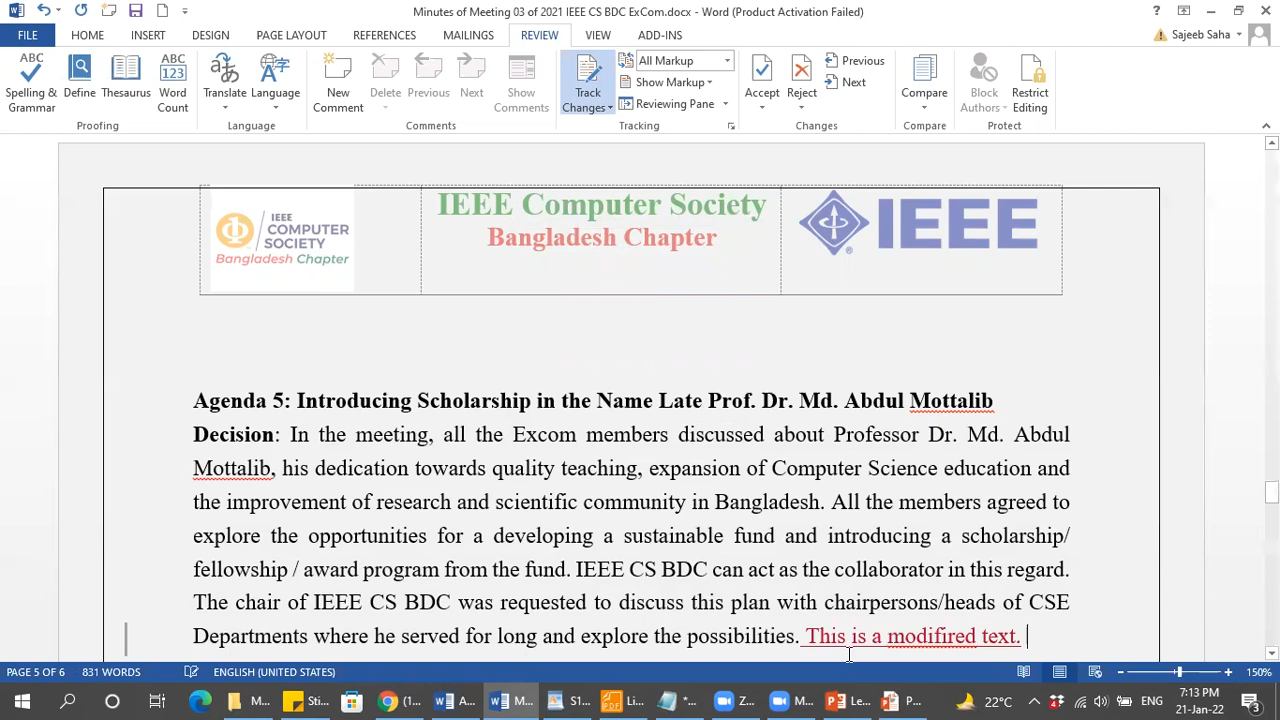 Minutes of Meeting 03 of 2021 IEEE CS BDC ExCom.docx - Word (Product Activation Failed)
FILE HOME INSERT DESIGN PAGE LAYOUT REFERENCES MAILINGS REVIEW VIEW ADD-INS Sajeeb Saha
Spelling & Grammar
Define
Thesaurus
Word Count
Translate
Language
New Comment
Delete
Previous
Next
Show Comments
Track Changes
All Markup
Show Markup
Reviewing Pane
Accept
Reject
Previous
Next
Compare
Block Authors
Restrict Editing
Proofing Language Comments Tracking Changes Compare Protect
IEEE COMPUTER SOCIETY
Bangladesh Chapter
IEEE Computer Society
Bangladesh Chapter
IEEE
Agenda 5: Introducing Scholarship in the Name Late Prof. Dr. Md. Abdul Mottalib
Decision: In the meeting, all the Excom members discussed about Professor Dr. Md. Abdul
Mottalib, his dedication towards quality teaching, expansion of Computer Science education and
the improvement of research and scientific community in Bangladesh. All the members agreed to
explore the opportunities for a developing a sustainable fund and introducing a scholarship/
fellowship / award program from the fund. IEEE CS BDC can act as the collaborator in this regard.
The chair of IEEE CS BDC was requested to discuss this plan with chairpersons/heads of CSE
Departments where he served for long and explore the possibilities. This is a modifired text.
PAGE 5 OF 6 831 WORDS ENGLISH (UNITED STATES) 150%
M... Sti... (1... A... M... S1... Li... *... Z... M... Le... P... 22°C ENG 7:13 PM
21-Jan-22
3